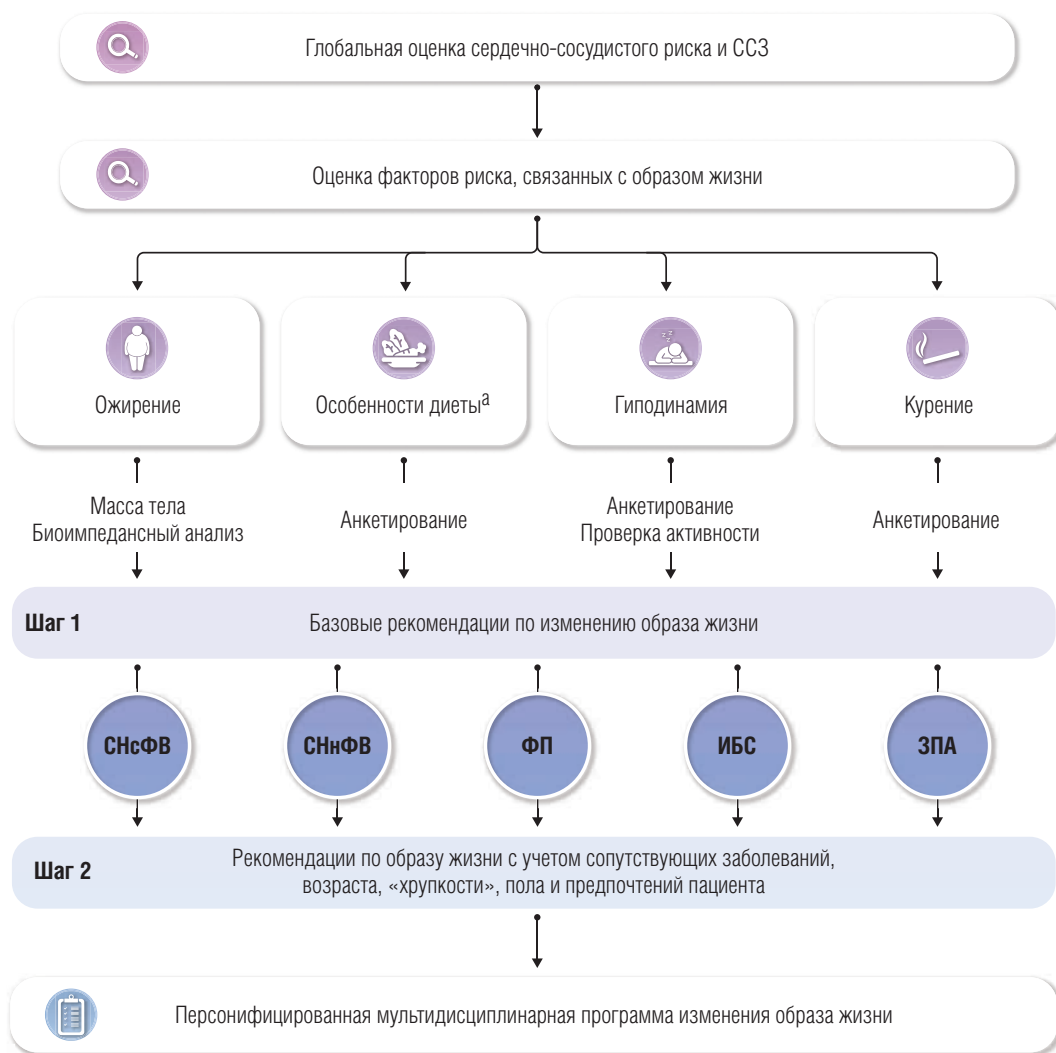 Глобальная оценка сердечно-сосудистого риска и ССЗ
Оценка факторов риска, связанных с образом жизни
Ожирение
Особенности диетыа
Гиподинамия
Курение
Масса тела
Биоимпедансный анализ
Анкетирование
Анкетирование
Проверка активности
Анкетирование
Шаг 1
Базовые рекомендации по изменению образа жизни
СНсФВ
СНнФВ
ФП
ИБС
ЗПА
Шаг 2
Рекомендации по образу жизни с учетом сопутствующих заболеваний,
возраста, «хрупкости», пола и предпочтений пациента
Персонифицированная мультидисциплинарная программа изменения образа жизни